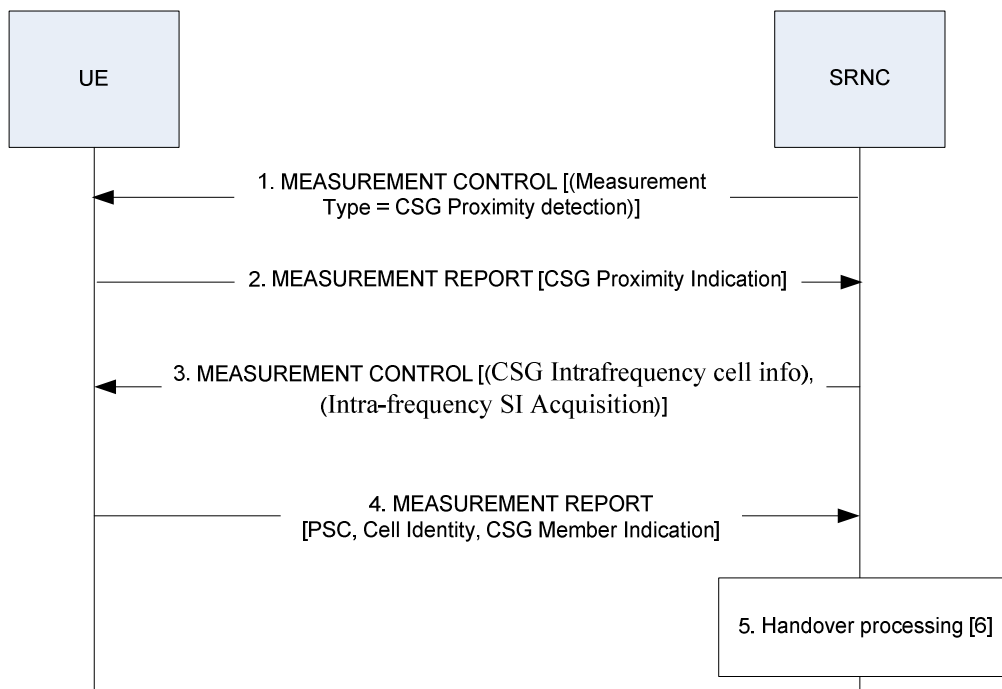 UE
SRNC
1. MEASUREMENT CONTROL [(Measurement
Type = CSG Proximity detection)]
2. MEASUREMENT REPORT [CSG Proximity Indication]
3. MEASUREMENT CONTROL [(CSG Intrafrequency cell info),
(Intra-frequency SI Acquisition)]
4. MEASUREMENT REPORT
[PSC, Cell Identity, CSG Member Indication]
5. Handover processing [6]